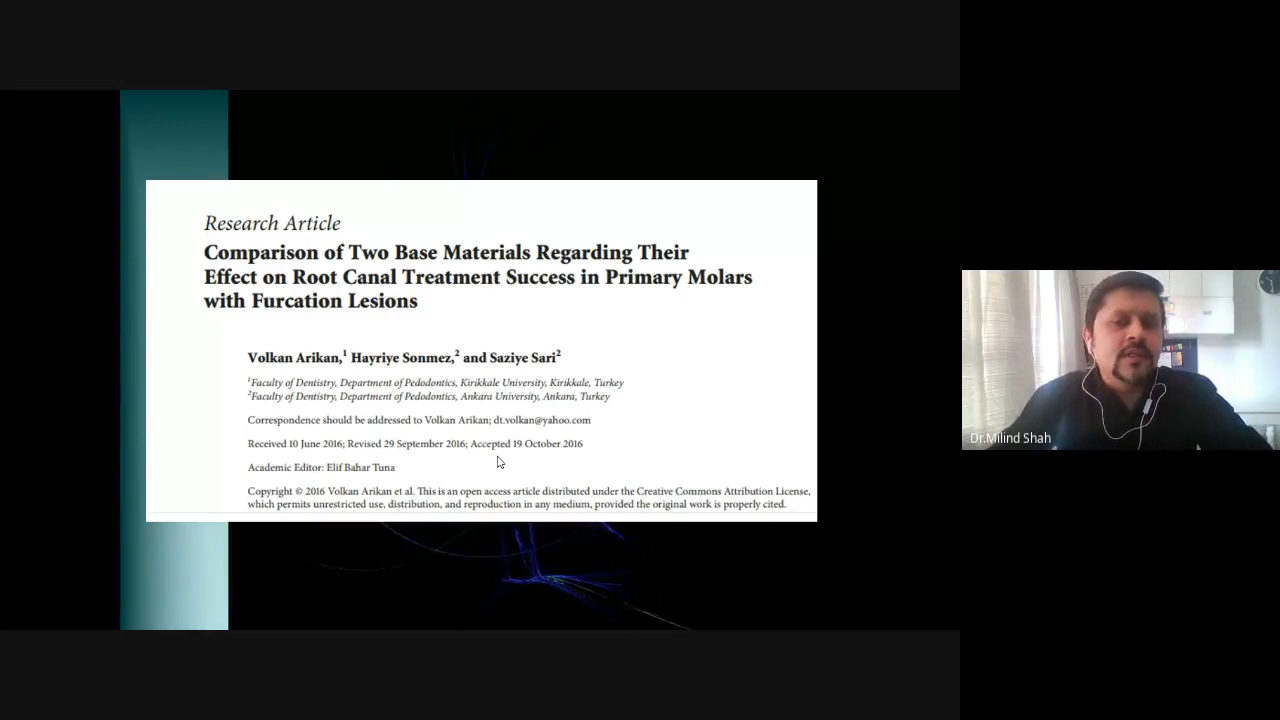 Research Article
Comparison of Two Base Materials Regarding Their
Effect on Root Canal Treatment Success in Primary Molars
with Furcation Lesions
Volkan Arikan,1 Hayriye Sonmez,2 and Saziye Sari2
1Faculty of Dentistry, Department of Pedodontics, Kirikkale University, Kirikkale, Turkey
2Faculty of Dentistry, Department of Pedodontics, Ankara University, Ankara, Turkey
Correspondence should be addressed to Volkan Arikan; dt.volkan@yahoo.com
Received 10 June 2016; Revised 29 September 2016; Accepted 19 October 2016
Academic Editor: Elif Bahar Tuna
Copyright © 2016 Volkan Arikan et al. This is an open access article distributed under the Creative Commons Attribution License,
which permits unrestricted use, distribution, and reproduction in any medium, provided the original work is properly cited.
Dr.Milind Shah